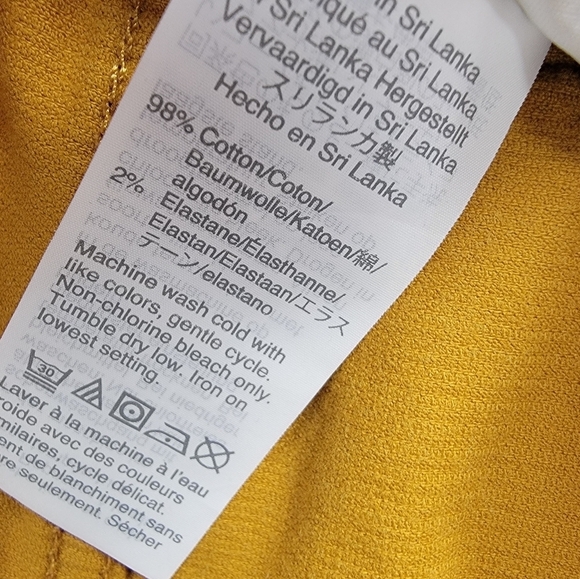 in Sri Lanka
iqué au Sri Lanka
Sri Lanka Hergestellt
Vervaardigd in Sri Lanka
スリランカ製
Hecho en Sri Lanka
98% Cotton/Coton/
Baumwolle/Katoen/綿/
algodón
2% Elastane/Élasthanne/
Elastan/Elastaan/エラス
テーン/elastano
Machine wash cold with
like colors, gentle cycle.
Non-chlorine bleach only.
Tumble dry low. Iron on
lowest setting.
30
Laver à la machine à l'eau
roide avec des couleurs
milaires, cycle délicat.
ent de blanchiment sans
re seulement. Sécher